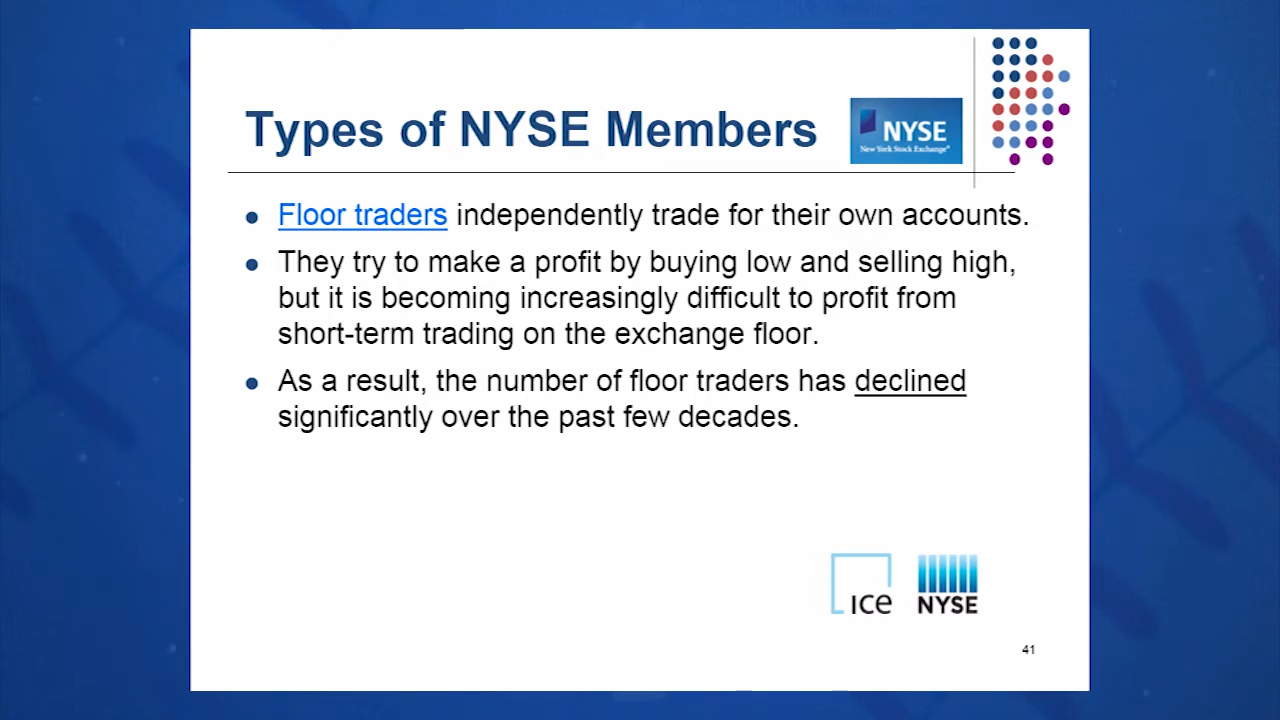 Types of NYSE Members
NYSE
New York Stock Exchange®
Floor traders independently trade for their own accounts.
They try to make a profit by buying low and selling high,
but it is becoming increasingly difficult to profit from
short-term trading on the exchange floor.
As a result, the number of floor traders has declined
significantly over the past few decades.
ice
NYSE
41